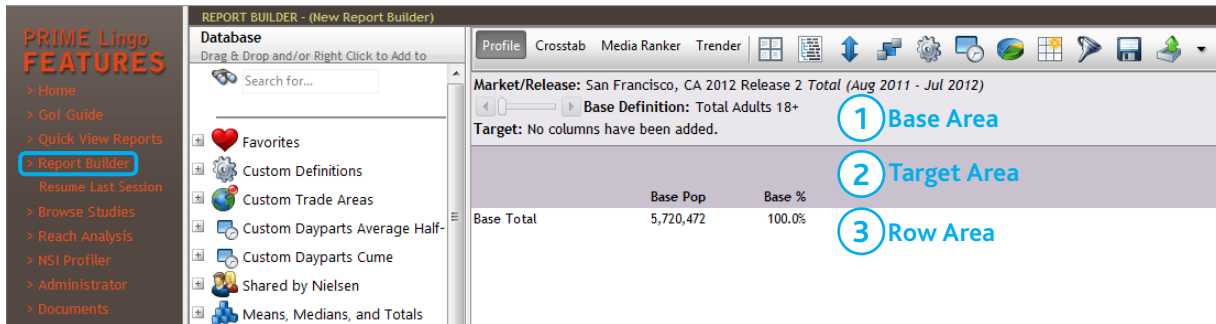 REPORT BUILDER - (New Report Builder)
PRIME Lingo
FEATURES
> Home
> Go! Guide
> Quick View Reports
> Report Builder
Resume Last Session
> Browse Studies
> Reach Analysis
> NSI Profiler
> Administrator
> Documents
Database
Drag & Drop and/or Right Click to Add to
Search for...
Favorites
Custom Definitions
Custom Trade Areas
Custom Dayparts Average Half-
Custom Dayparts Cume
Shared by Nielsen
Means, Medians, and Totals
Profile Crosstab Media Ranker Trender
Market/Release: San Francisco, CA 2012 Release 2 Total (Aug 2011 - Jul 2012)
Base Definition: Total Adults 18+
Target: No columns have been added.
1 Base Area
2 Target Area
Base Pop Base %
Base Total 5,720,472 100.0%
3 Row Area